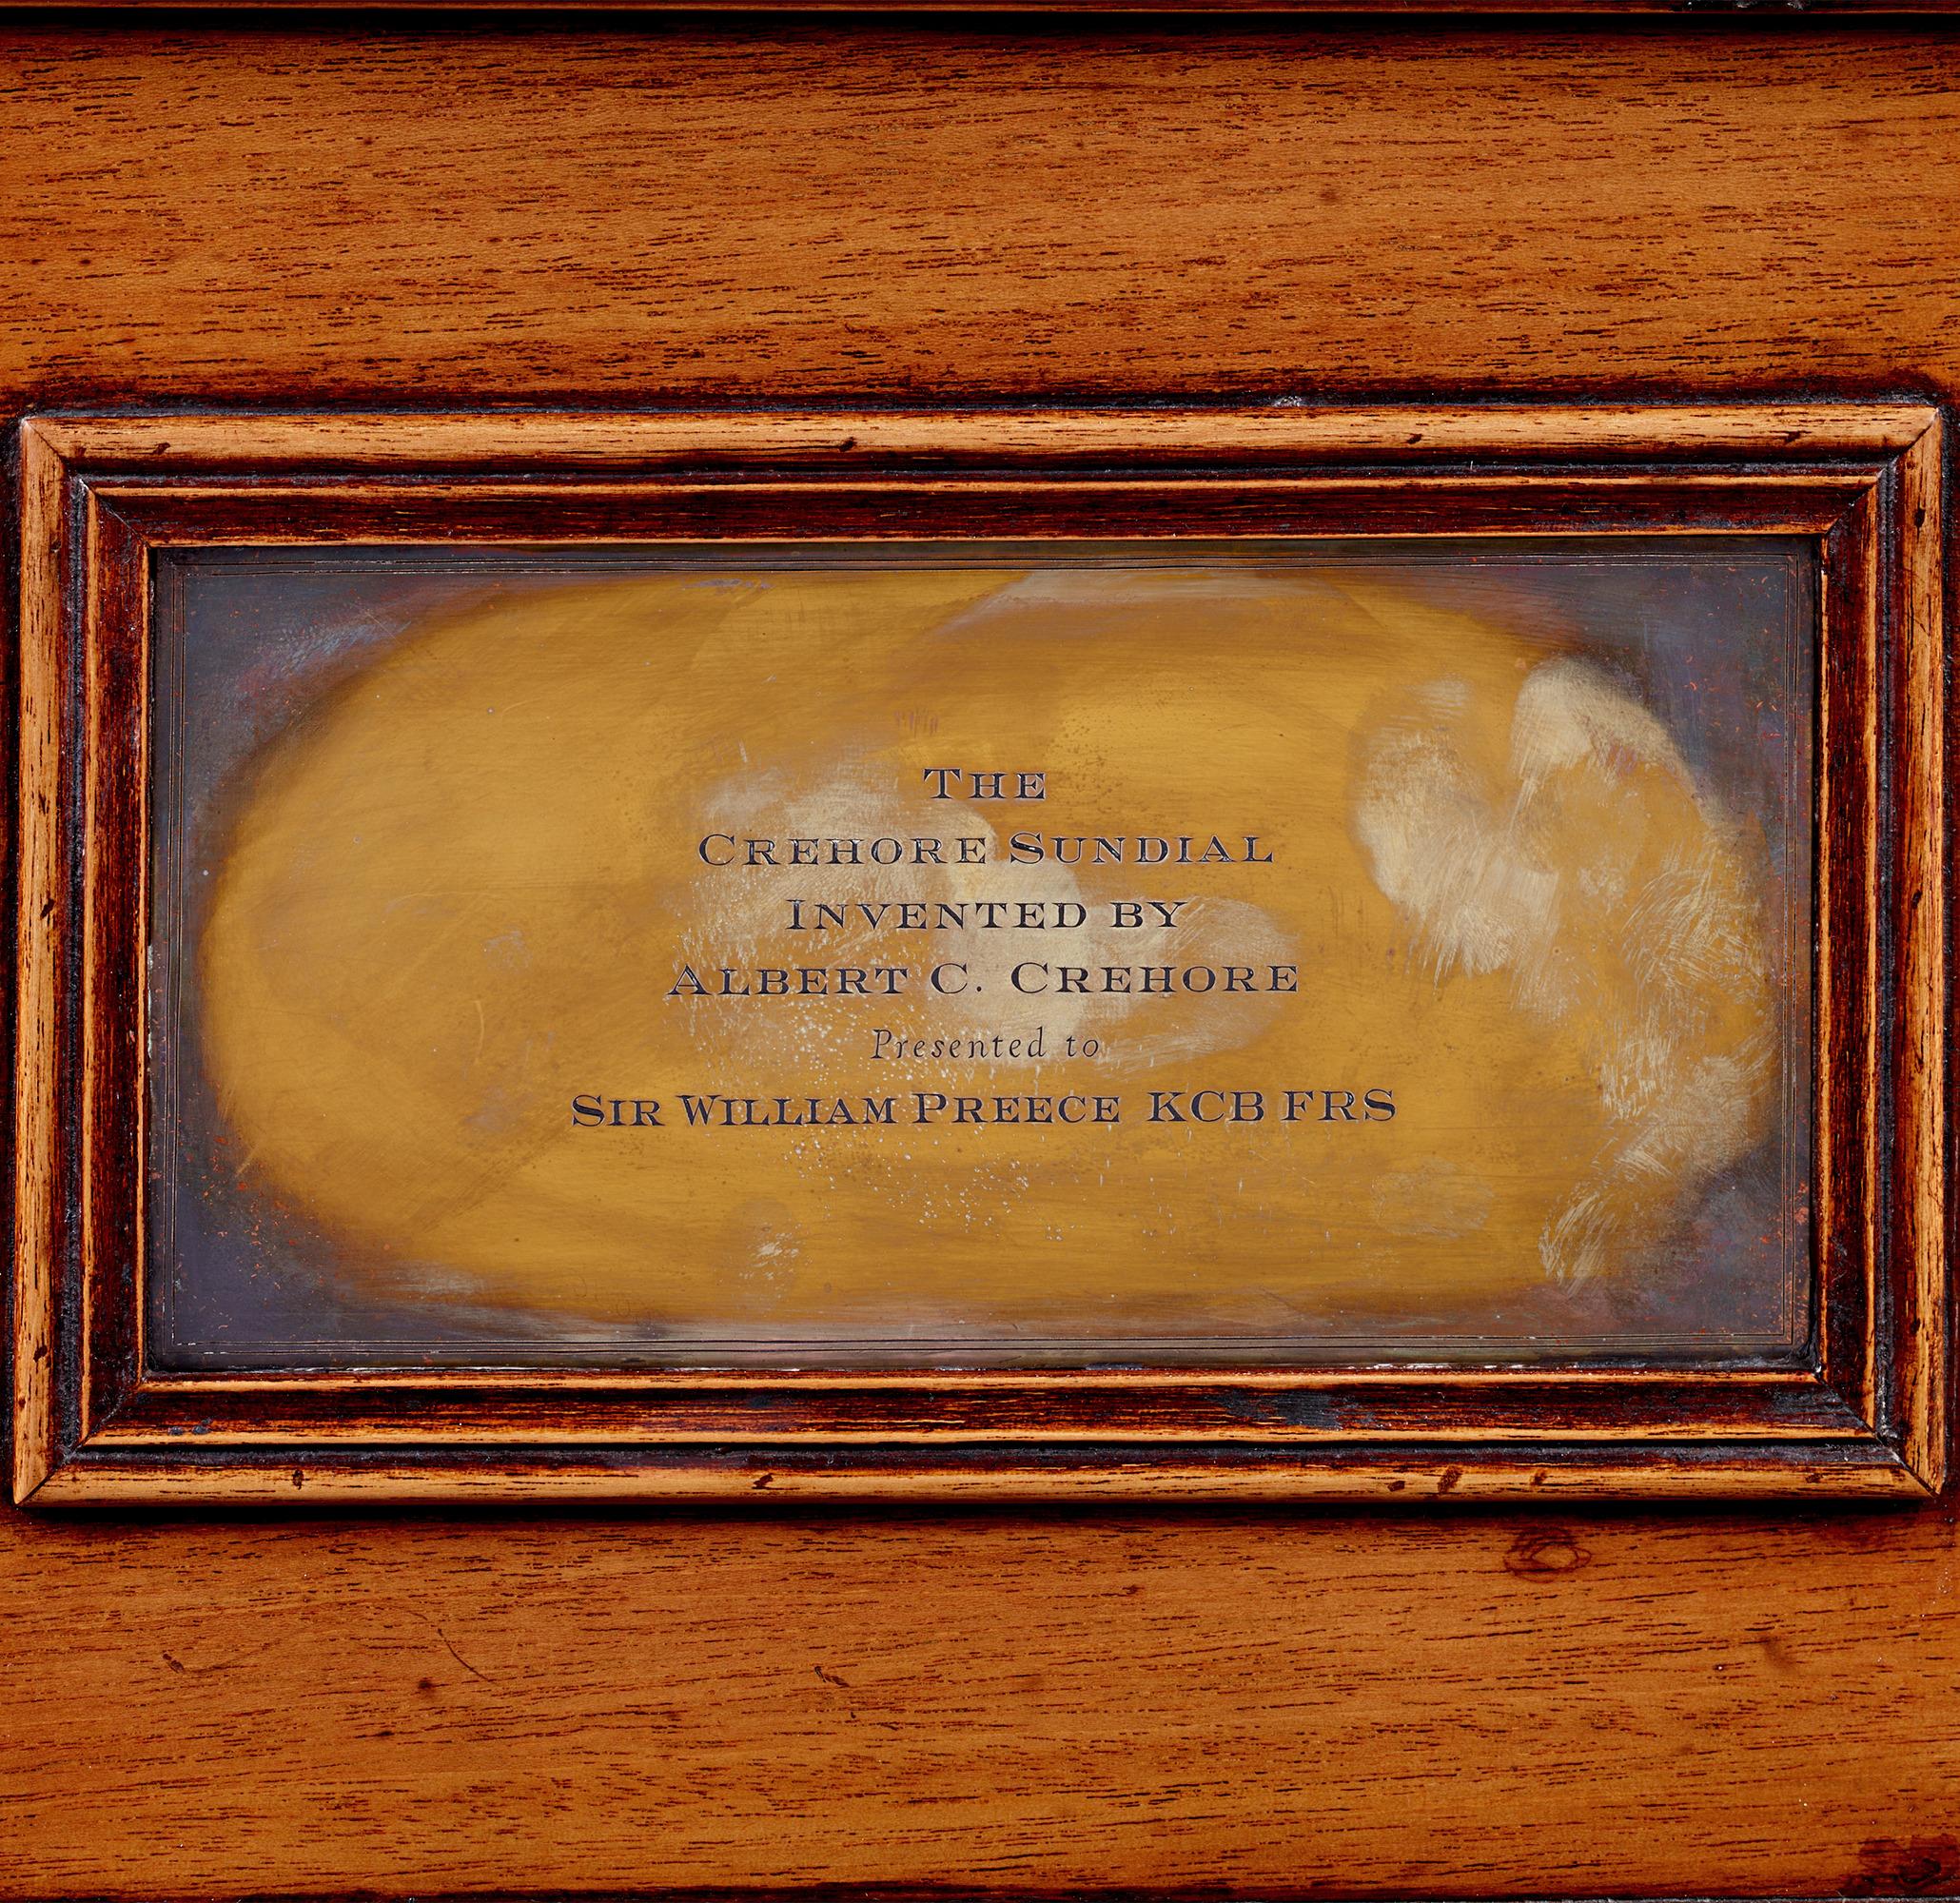 THE
CREHORE SUNDIAL
INVENTED BY
ALBERT C. CREHORE
Presented to
SIR WILLIAM PREECE KCB FRS